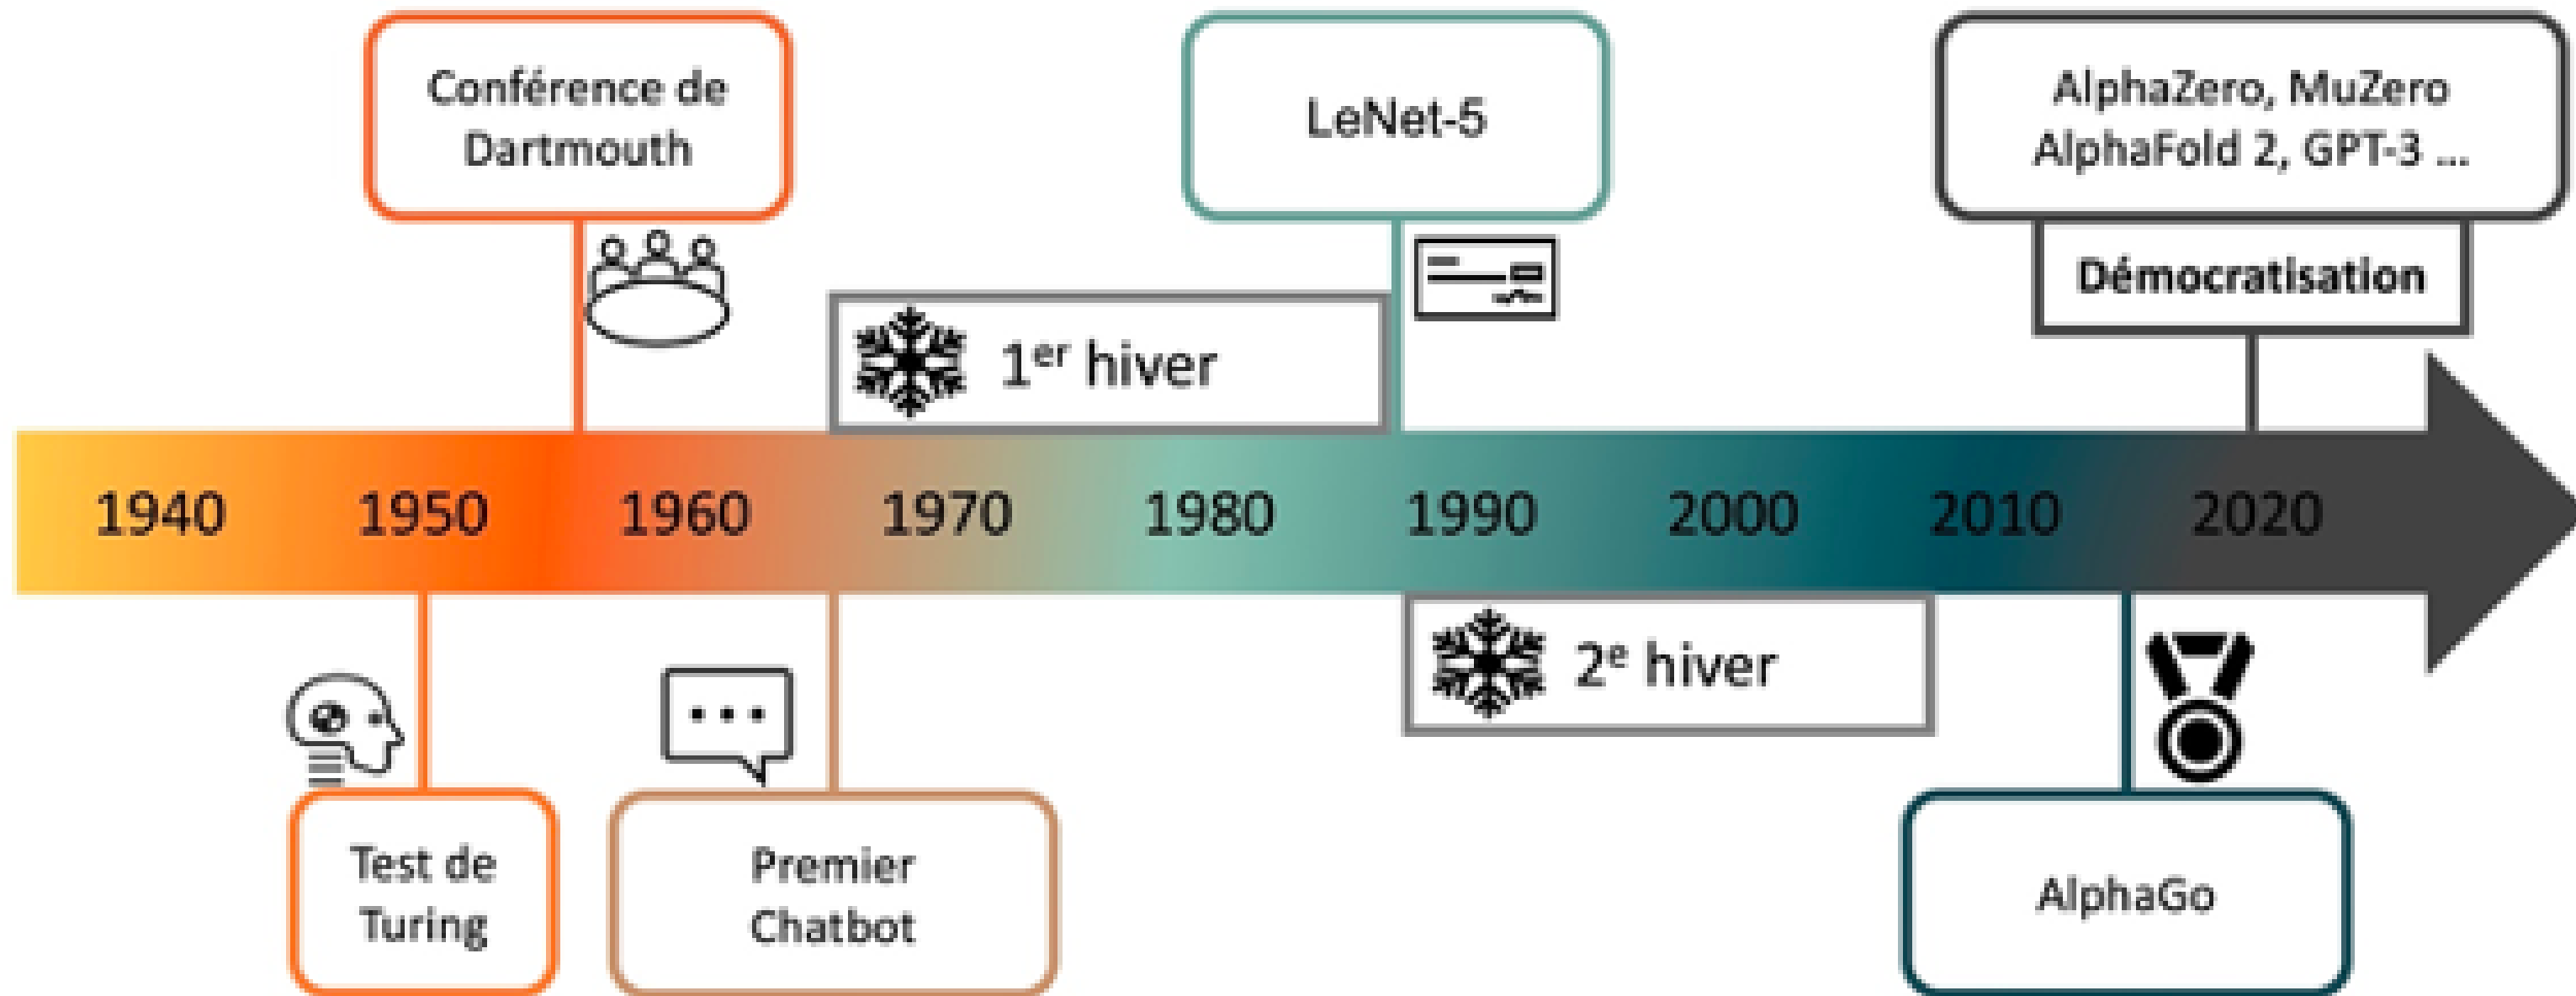 Conférence de
Dartmouth
LeNet-5
AlphaZero, MuZero
AlphaFold 2, GPT-3 ...
Démocratisation
1er hiver
1940 1950 1960 1970 1980 1990 2000 2010 2020
2e hiver
Test de
Turing
Premier
Chatbot
AlphaGo